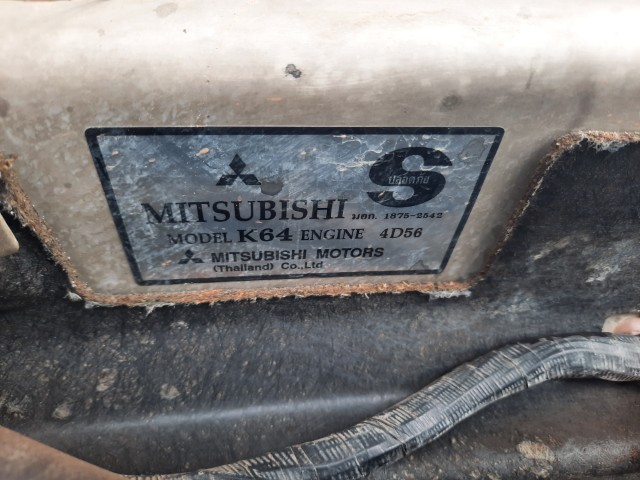 S
ปลอดภัย
MITSUBISHI มอก. 1875-2542
MODEL K64 ENGINE 4D56
MITSUBISHI MOTORS
(Thailand) Co.,Ltd